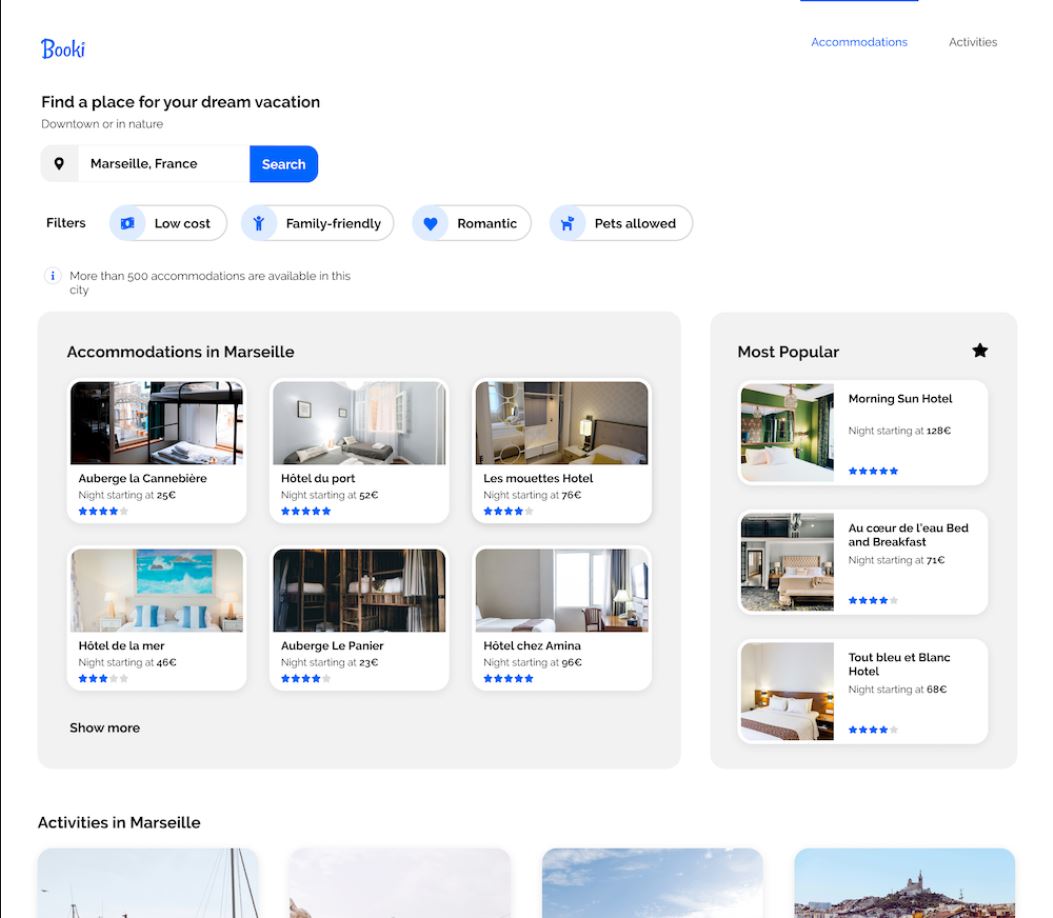 Booki
Accommodations
Activities
Find a place for your dream vacation
Downtown or in nature
Marseille, France
Search
Filters
Low cost
Family-friendly
Romantic
Pets allowed
More than 500 accommodations are available in this
city
Accommodations in Marseille
Auberge la Cannebière
Night starting at 25€
Hôtel du port
Night starting at 52€
Les mouettes Hotel
Night starting at 76€
Hôtel de la mer
Night starting at 46€
Auberge Le Panier
Night starting at 23€
Hôtel chez Amina
Night starting at 96€
Show more
Most Popular
Morning Sun Hotel
Night starting at 128€
Au cœur de l'eau Bed
and Breakfast
Night starting at 71€
Tout bleu et Blanc
Hotel
Night starting at 68€
Activities in Marseille